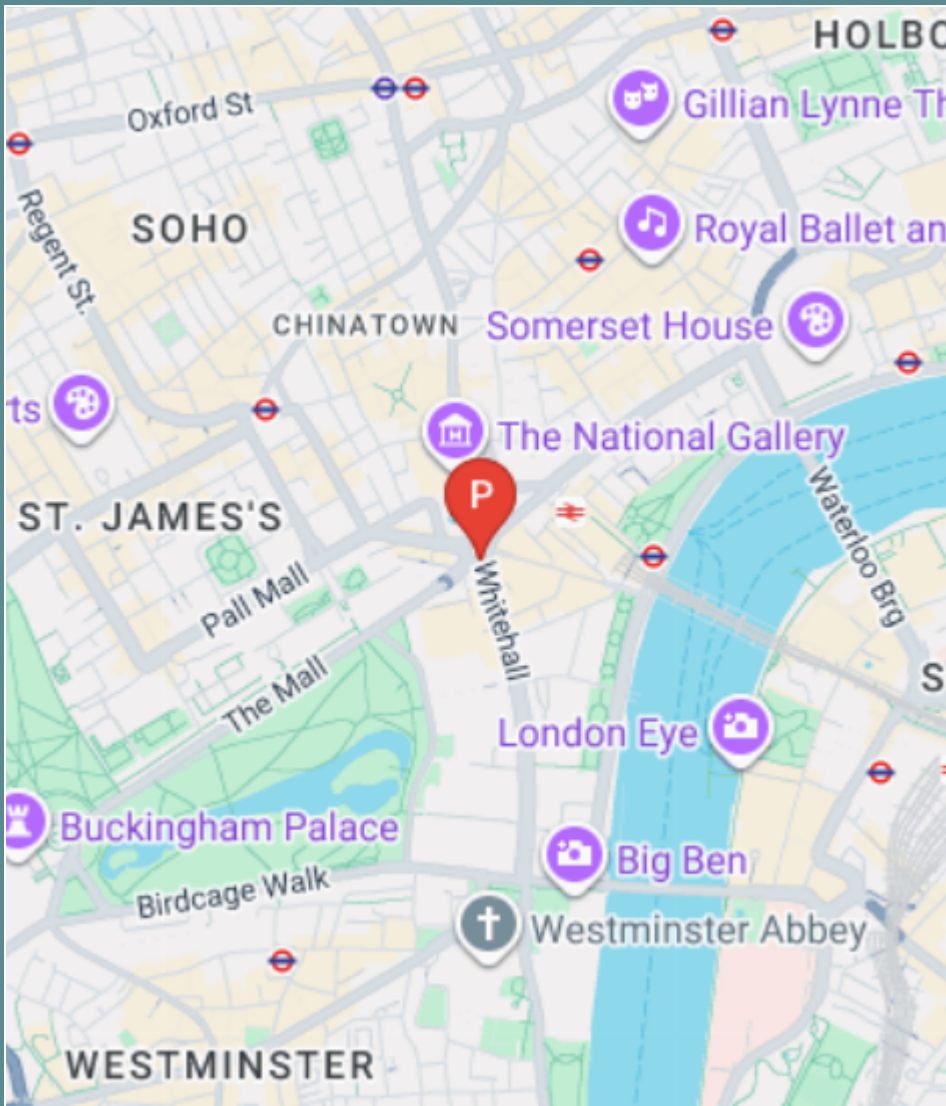 HOLBO
Oxford St
Gillian Lynne Th
Regent St.
SOHO
Royal Ballet an
CHINATOWN
Somerset House
rts
The National Gallery
P
ST. JAMES'S
Waterloo Brg
Pall Mall
Whitehall
The Mall
S
London Eye
Buckingham Palace
Big Ben
Birdcage Walk
Westminster Abbey
WESTMINSTER